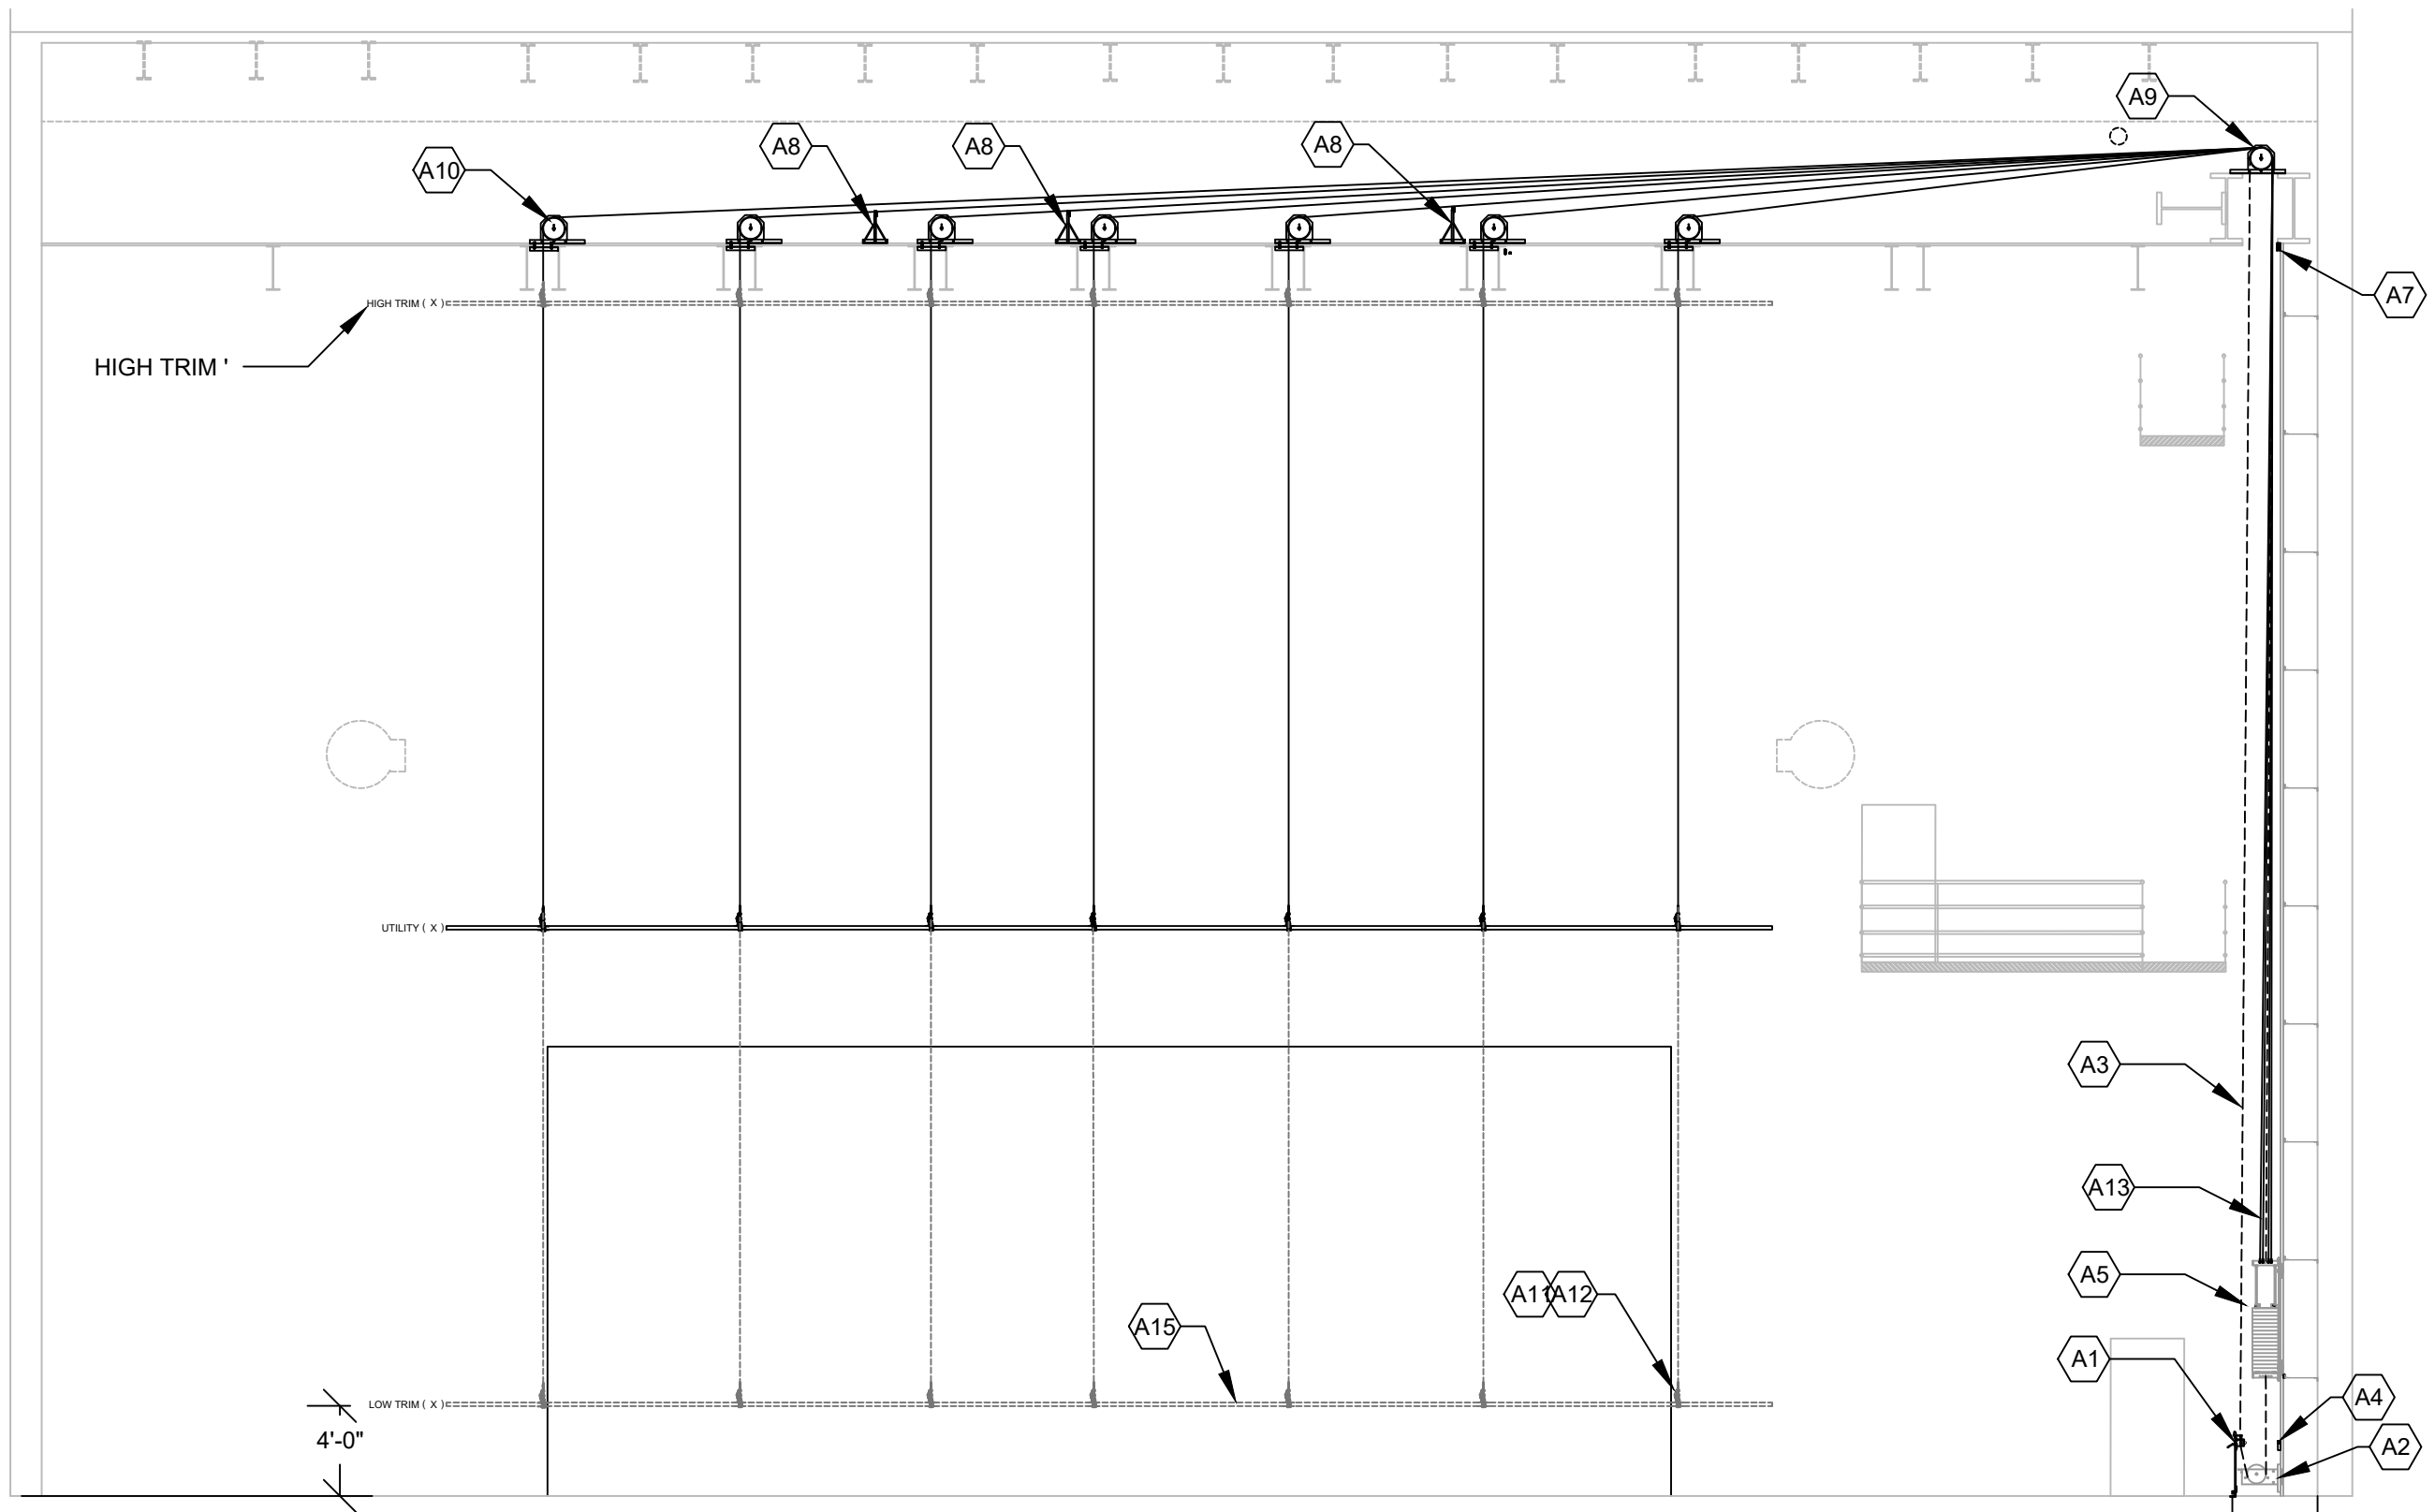 A9
A8
A8
A8
A10
A7
HIGH TRIM ( X )
HIGH TRIM '
UTILITY ( X )
A3
A13
A5
A11
A12
A15
A1
A4
LOW TRIM ( X )
4'-0"
A2